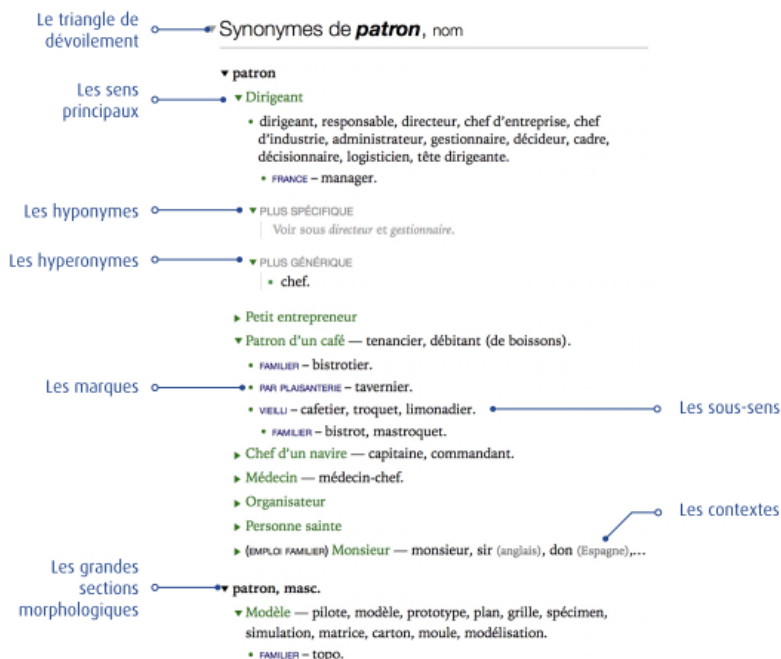 Le triangle de
dévoilement
Synonymes de patron, nom
▼ patron
Les sens
principaux
▼ Dirigeant
• dirigeant, responsable, directeur, chef d'entreprise, chef
d'industrie, administrateur, gestionnaire, décideur, cadre,
décisionnaire, logisticien, tête dirigeante.
• FRANCE – manager.
Les hyponymes
▼ PLUS SPÉCIFIQUE
Voir sous directeur et gestionnaire.
Les hyperonymes
▼ PLUS GÉNÉRIQUE
• chef.
▶ Petit entrepreneur
▼ Patron d'un café — tenancier, débitant (de boissons).
• FAMILIER – bistrotier.
Les marques
• PAR PLAISANTERIE – tavernier.
• VIEILLI – cafetier, troquet, limonadier.
Les sous-sens
• FAMILIER – bistrot, mastroquet.
▶ Chef d'un navire — capitaine, commandant.
▶ Médecin — médecin-chef.
▶ Organisateur
Les contextes
▶ Personne sainte
▶ (EMPLOI FAMILIER) Monsieur — monsieur, sir (anglais), don (Espagne),...
Les grandes
sections
morphologiques
▼ patron, masc.
▼ Modèle — pilote, modèle, prototype, plan, grille, spécimen,
simulation, matrice, carton, moule, modélisation.
• FAMILIER – topo.